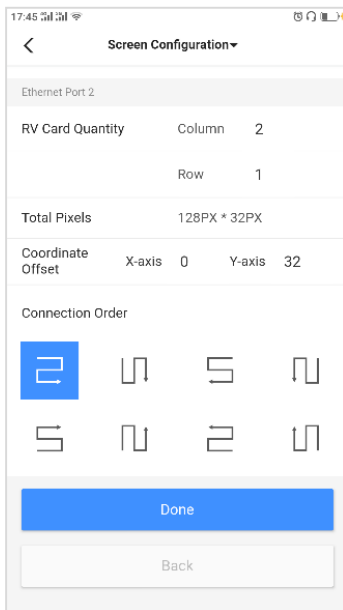 17:45
Screen Configuration
Ethernet Port 2
RV Card Quantity Column 2
Row 1
Total Pixels 128PX * 32PX
Coordinate Offset X-axis 0 Y-axis 32
Connection Order
Done
Back